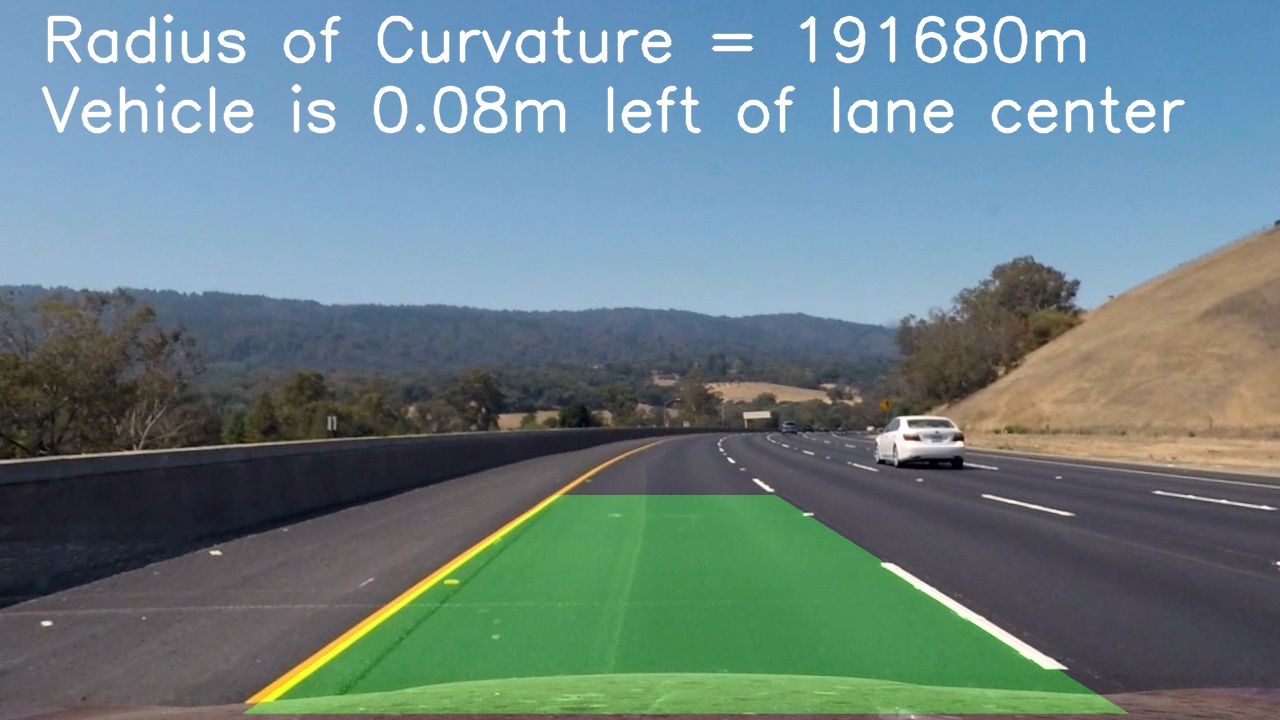 Radius of Curvature = 191680m
Vehicle is 0.08m left of lane center